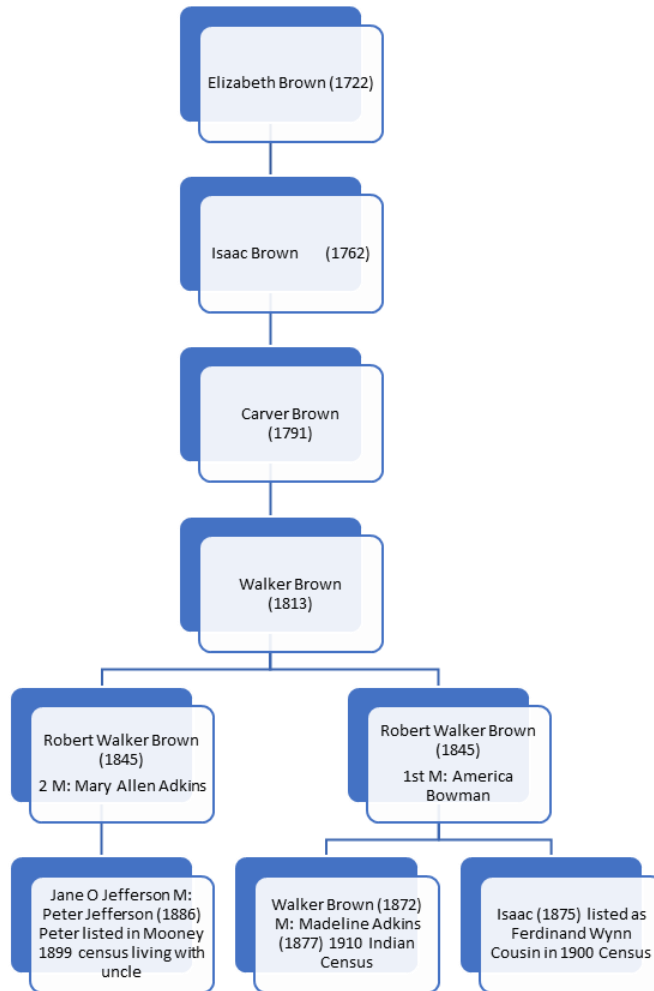 Elizabeth Brown (1722)
Isaac Brown (1762)
Carver Brown
(1791)
Walker Brown
(1813)
Robert Walker Brown
(1845)
2 M: Mary Allen Adkins
Robert Walker Brown
(1845)
1st M: America
Bowman
Jane O Jefferson M:
Peter Jefferson (1886)
Peter listed in Mooney
1899 census living with
uncle
Walker Brown (1872)
M: Madeline Adkins
(1877) 1910 Indian
Census
Isaac (1875) listed as
Ferdinand Wynn
Cousin in 1900 Census